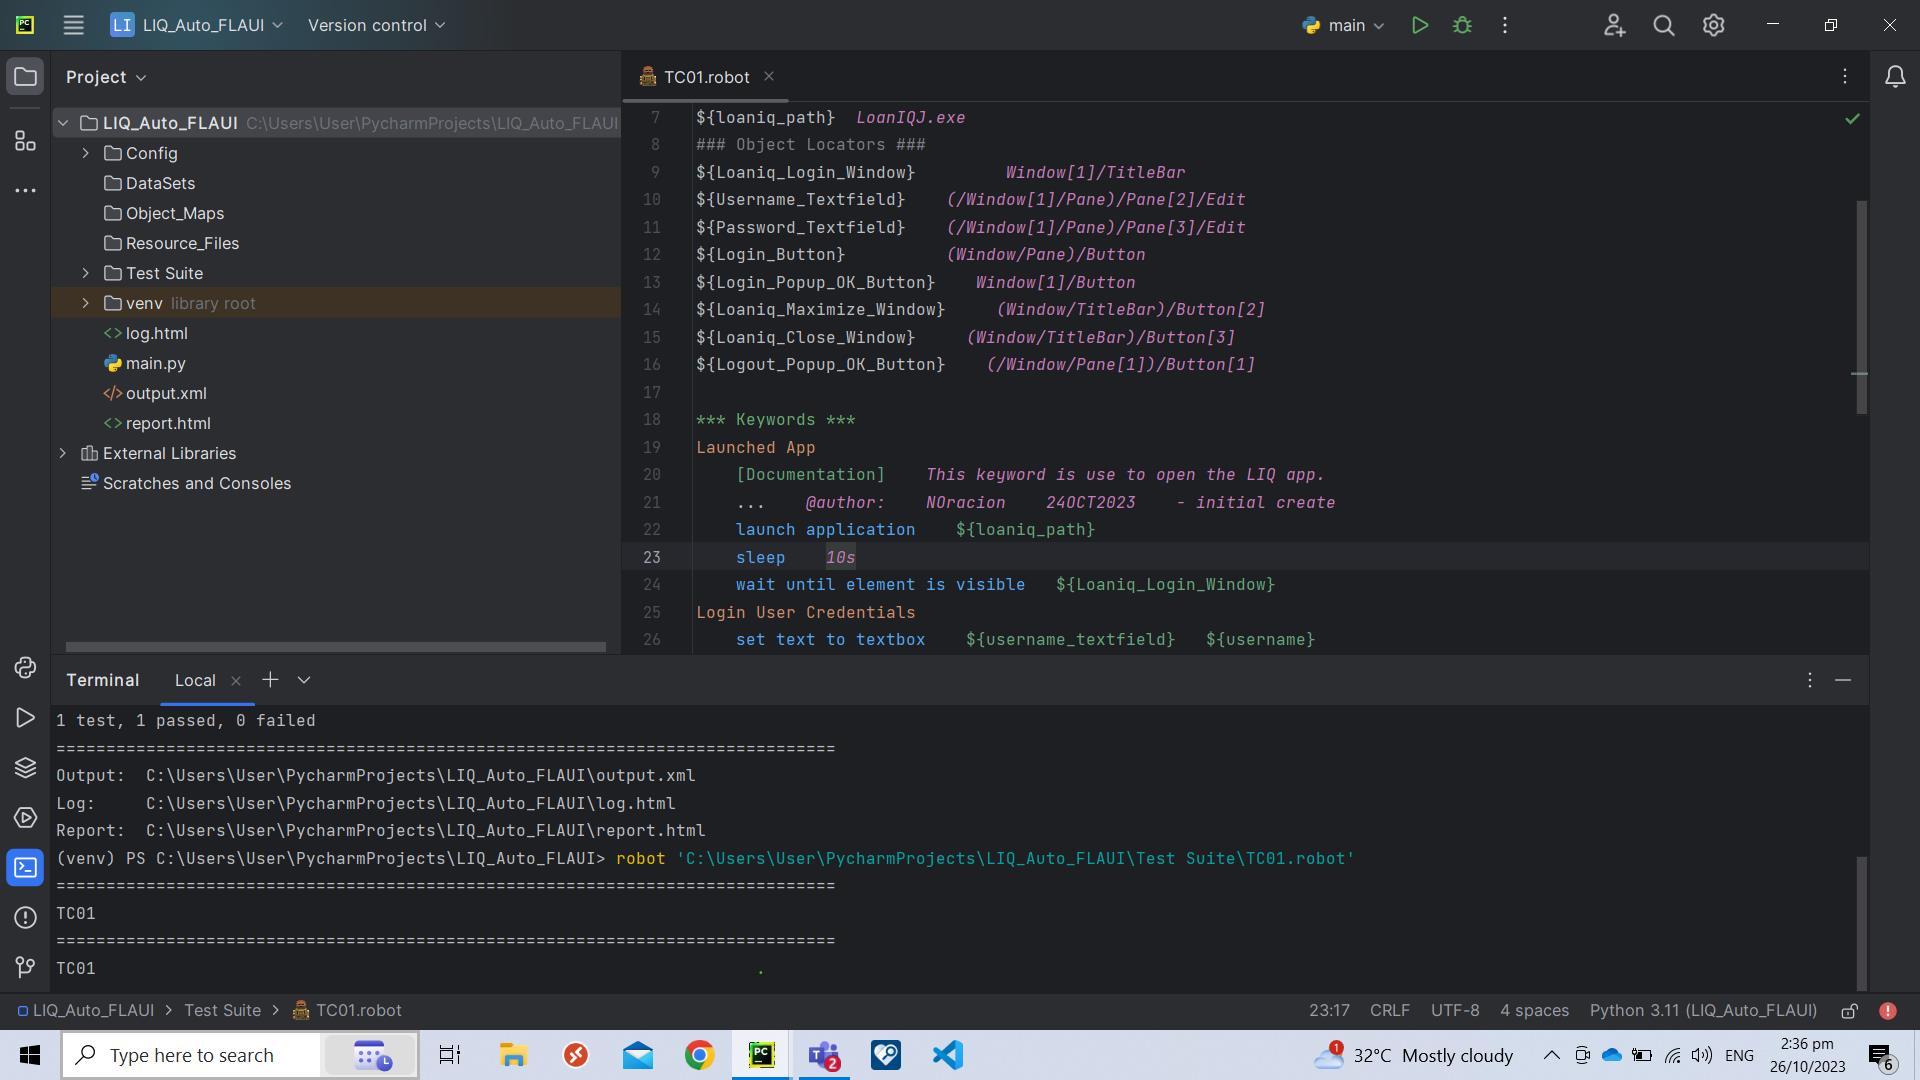 LI LIQ_Auto_FLAUI Version control main
Project
TC01.robot
LIQ_Auto_FLAUI C:\Users\User\PycharmProjects\LIQ_Auto_FLAUI
Config
DataSets
Object_Maps
Resource_Files
Test Suite
venv library root
log.html
main.py
output.xml
report.html
External Libraries
Scratches and Consoles
7 ${loaniq_path} LoanIQJ.exe
8 ### Object Locators ###
9 ${Loaniq_Login_Window} Window[1]/TitleBar
10 ${Username_Textfield} (/Window[1]/Pane)/Pane[2]/Edit
11 ${Password_Textfield} (/Window[1]/Pane)/Pane[3]/Edit
12 ${Login_Button} (Window/Pane)/Button
13 ${Login_Popup_OK_Button} Window[1]/Button
14 ${Loaniq_Maximize_Window} (Window/TitleBar)/Button[2]
15 ${Loaniq_Close_Window} (Window/TitleBar)/Button[3]
16 ${Logout_Popup_OK_Button} (/Window/Pane[1])/Button[1]
17
18 *** Keywords ***
19 Launched App
20 [Documentation] This keyword is use to open the LIQ app.
21 ... @author: NOracion 24OCT2023 - initial create
22 launch application ${loaniq_path}
23 sleep 10s
24 wait until element is visible ${Loaniq_Login_Window}
25 Login User Credentials
26 set text to textbox ${username_textfield} ${username}
Terminal Local
1 test, 1 passed, 0 failed
==============================================================================
Output: C:\Users\User\PycharmProjects\LIQ_Auto_FLAUI\output.xml
Log: C:\Users\User\PycharmProjects\LIQ_Auto_FLAUI\log.html
Report: C:\Users\User\PycharmProjects\LIQ_Auto_FLAUI\report.html
(venv) PS C:\Users\User\PycharmProjects\LIQ_Auto_FLAUI> robot 'C:\Users\User\PycharmProjects\LIQ_Auto_FLAUI\Test Suite\TC01.robot'
==============================================================================
TC01
==============================================================================
TC01 .
LIQ_Auto_FLAUI > Test Suite > TC01.robot 23:17 CRLF UTF-8 4 spaces Python 3.11 (LIQ_Auto_FLAUI)
Type here to search PC 2 1 32°C Mostly cloudy ENG 2:36 pm
26/10/2023 6